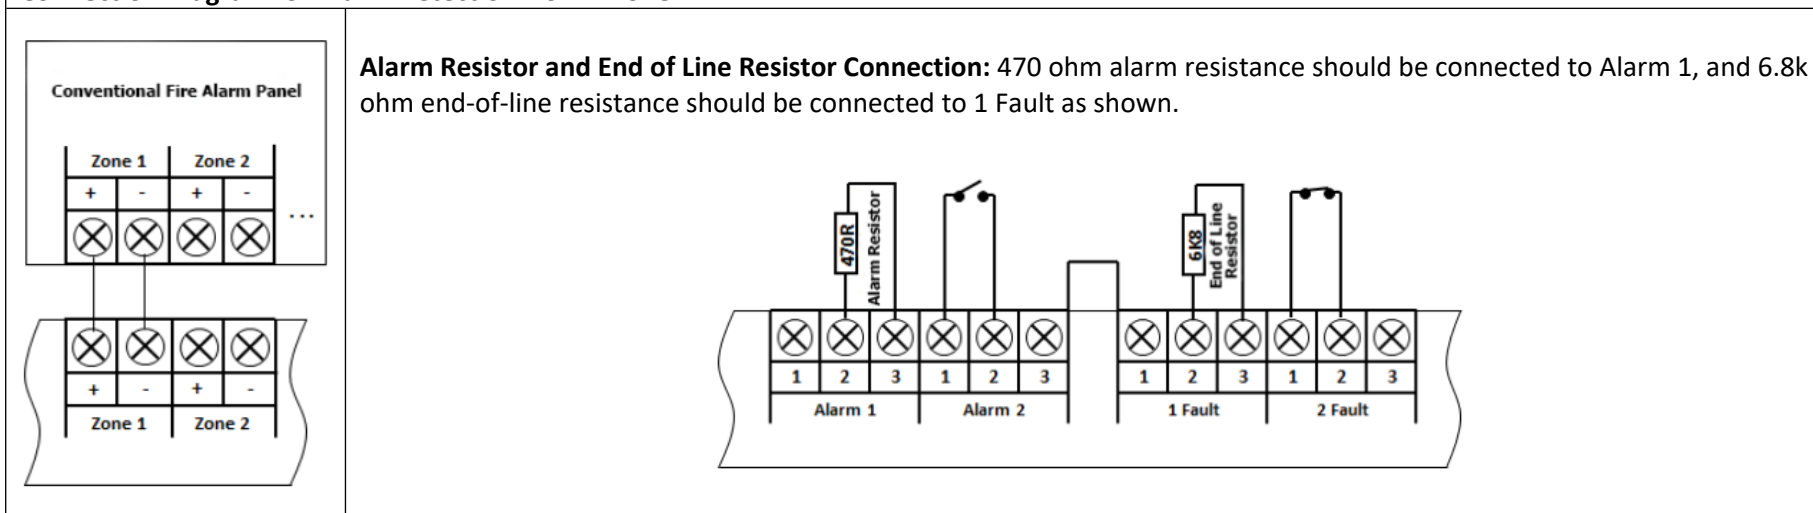 Conventional Fire Alarm Panel
Zone 1 Zone 2
+ - + -
...
+ - + -
Zone 1 Zone 2
Alarm Resistor and End of Line Resistor Connection: 470 ohm alarm resistance should be connected to Alarm 1, and 6.8k
ohm end-of-line resistance should be connected to 1 Fault as shown.
470R
Alarm Resistor
6K8
End of Line
Resistor
1 2 3 1 2 3 1 2 3 1 2 3
Alarm 1 Alarm 2 1 Fault 2 Fault